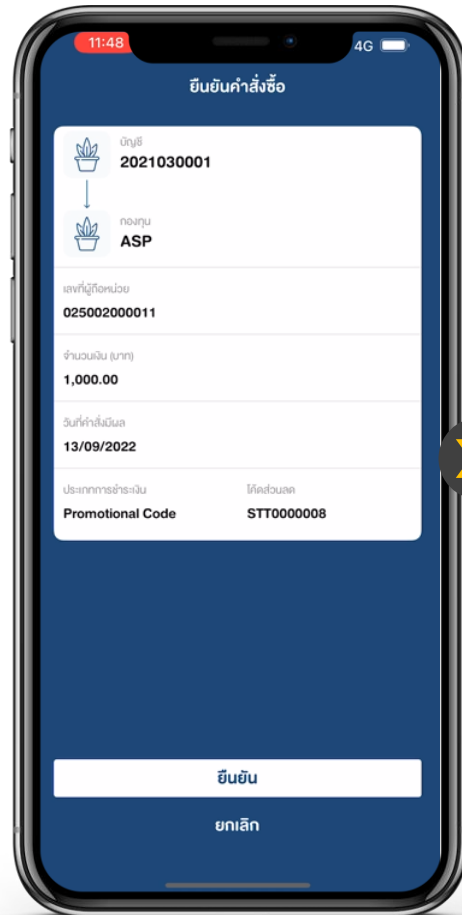 11:48
4G
ยืนยันคำสั่งซื้อ
บัญชี
2021030001
กองทุน
ASP
เลขที่ผู้ถือหน่วย
025002000011
จำนวนเงิน (บาท)
1,000.00
วันที่คำสั่งมีผล
13/09/2022
ประเภทการชำระเงิน
โค้ดส่วนลด
Promotional Code
STT0000008
ยืนยัน
ยกเลิก